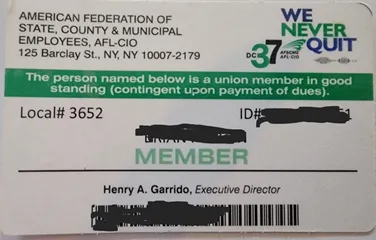 AMERICAN FEDERATION OF
STATE, COUNTY & MUNICIPAL
EMPLOYEES, AFL-CIO
125 Barclay St., NY, NY 10007-2179
DC 37 AFSCME
AFL-CIO
WE
NEVER
QUIT
The person named below is a union member in good
standing (contingent upon payment of dues).
Local# 3652
ID#
MEMBER
Henry A. Garrido, Executive Director